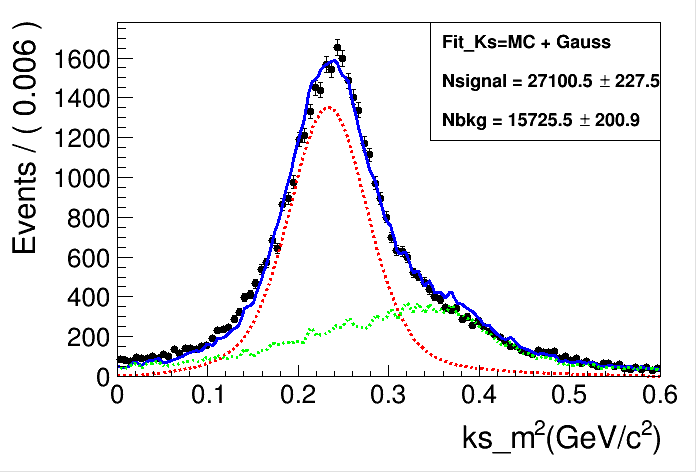 Fit_Ks=MC + Gauss
Nsignal = 27100.5 ± 227.5
Nbkg = 15725.5 ± 200.9
Events / ( 0.006 )
1600
1400
1200
1000
800
600
400
200
0
0 0.1 0.2 0.3 0.4 0.5 0.6
ks_m²(GeV/c²)